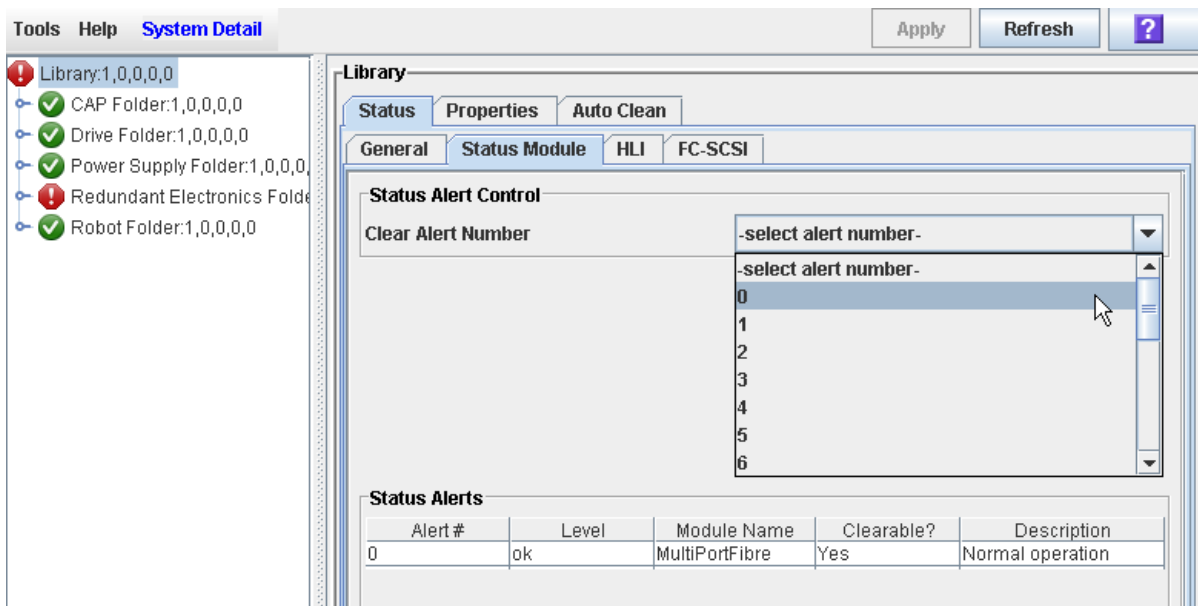 Tools Help System Detail Apply Refresh ?
Library:1,0,0,0,0
CAP Folder:1,0,0,0,0
Drive Folder:1,0,0,0,0
Power Supply Folder:1,0,0,0,
Redundant Electronics Folde
Robot Folder:1,0,0,0,0
Library
Status Properties Auto Clean
General Status Module HLI FC-SCSI
Status Alert Control
Clear Alert Number -select alert number-
-select alert number-
0
1
2
3
4
5
6
Status Alerts
Alert # Level Module Name Clearable? Description
0 ok MultiPortFibre Yes Normal operation